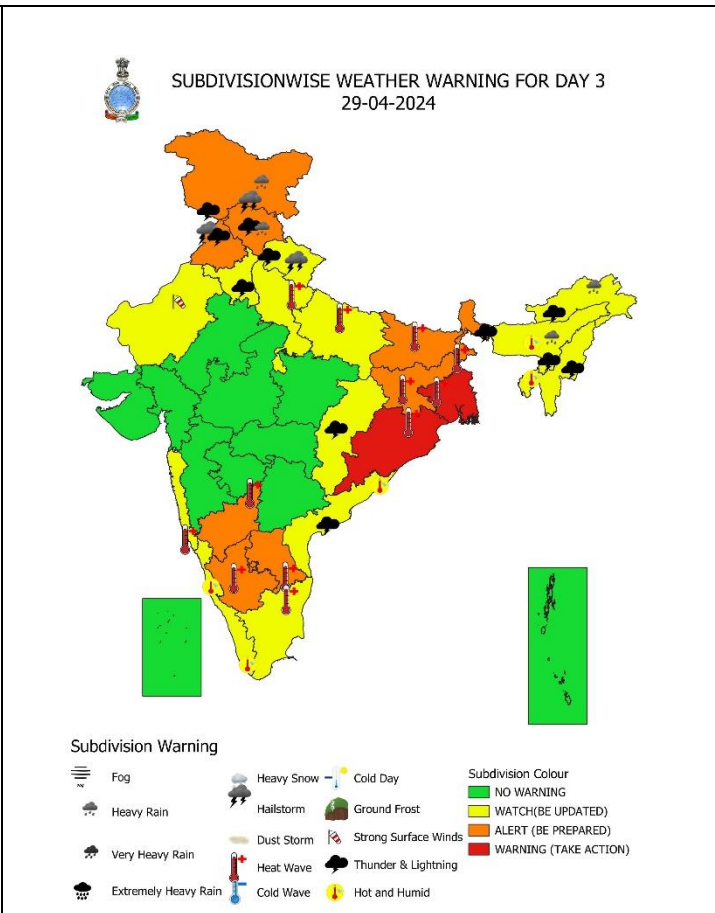 SUBDIVISIONWISE WEATHER WARNING FOR DAY 3
29-04-2024
Subdivision Warning
Fog
Heavy Rain
Very Heavy Rain
Extremely Heavy Rain
Heavy Snow
Hailstorm
Dust Storm
Heat Wave
Cold Wave
Cold Day
Ground Frost
Strong Surface Winds
Thunder & Lightning
Hot and Humid
Subdivision Colour
NO WARNING
WATCH(BE UPDATED)
ALERT (BE PREPARED)
WARNING (TAKE ACTION)